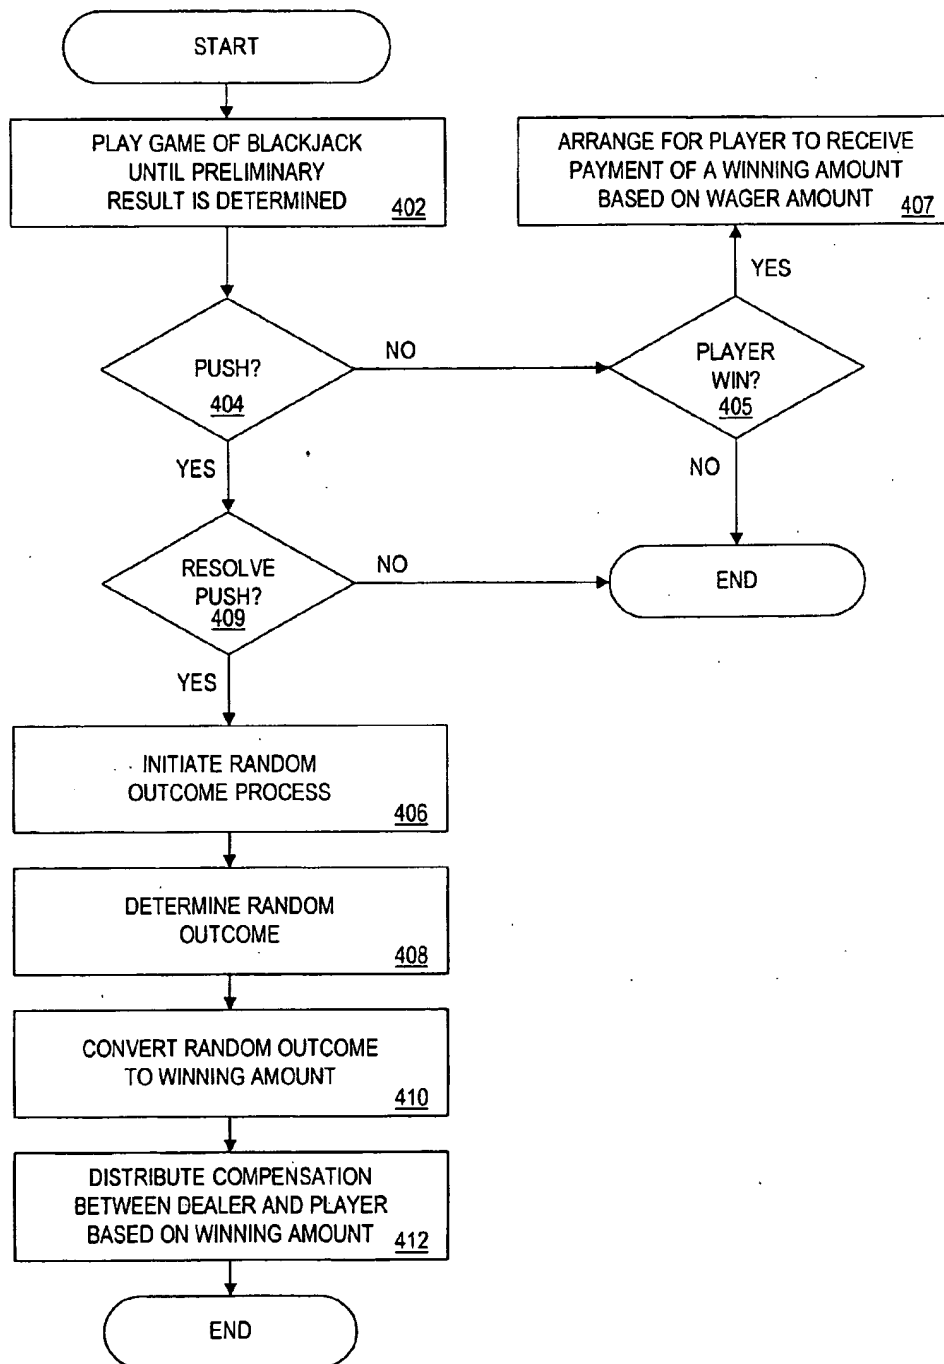 START
PLAY GAME OF BLACKJACK
UNTIL PRELIMINARY
RESULT IS DETERMINED
402
ARRANGE FOR PLAYER TO RECEIVE
PAYMENT OF A WINNING AMOUNT
BASED ON WAGER AMOUNT
407
YES
PUSH?
404
NO
PLAYER
WIN?
405
YES
NO
RESOLVE
PUSH?
409
NO
END
YES
INITIATE RANDOM
OUTCOME PROCESS
406
DETERMINE RANDOM
OUTCOME
408
CONVERT RANDOM OUTCOME
TO WINNING AMOUNT
410
DISTRIBUTE COMPENSATION
BETWEEN DEALER AND PLAYER
BASED ON WINNING AMOUNT
412
END